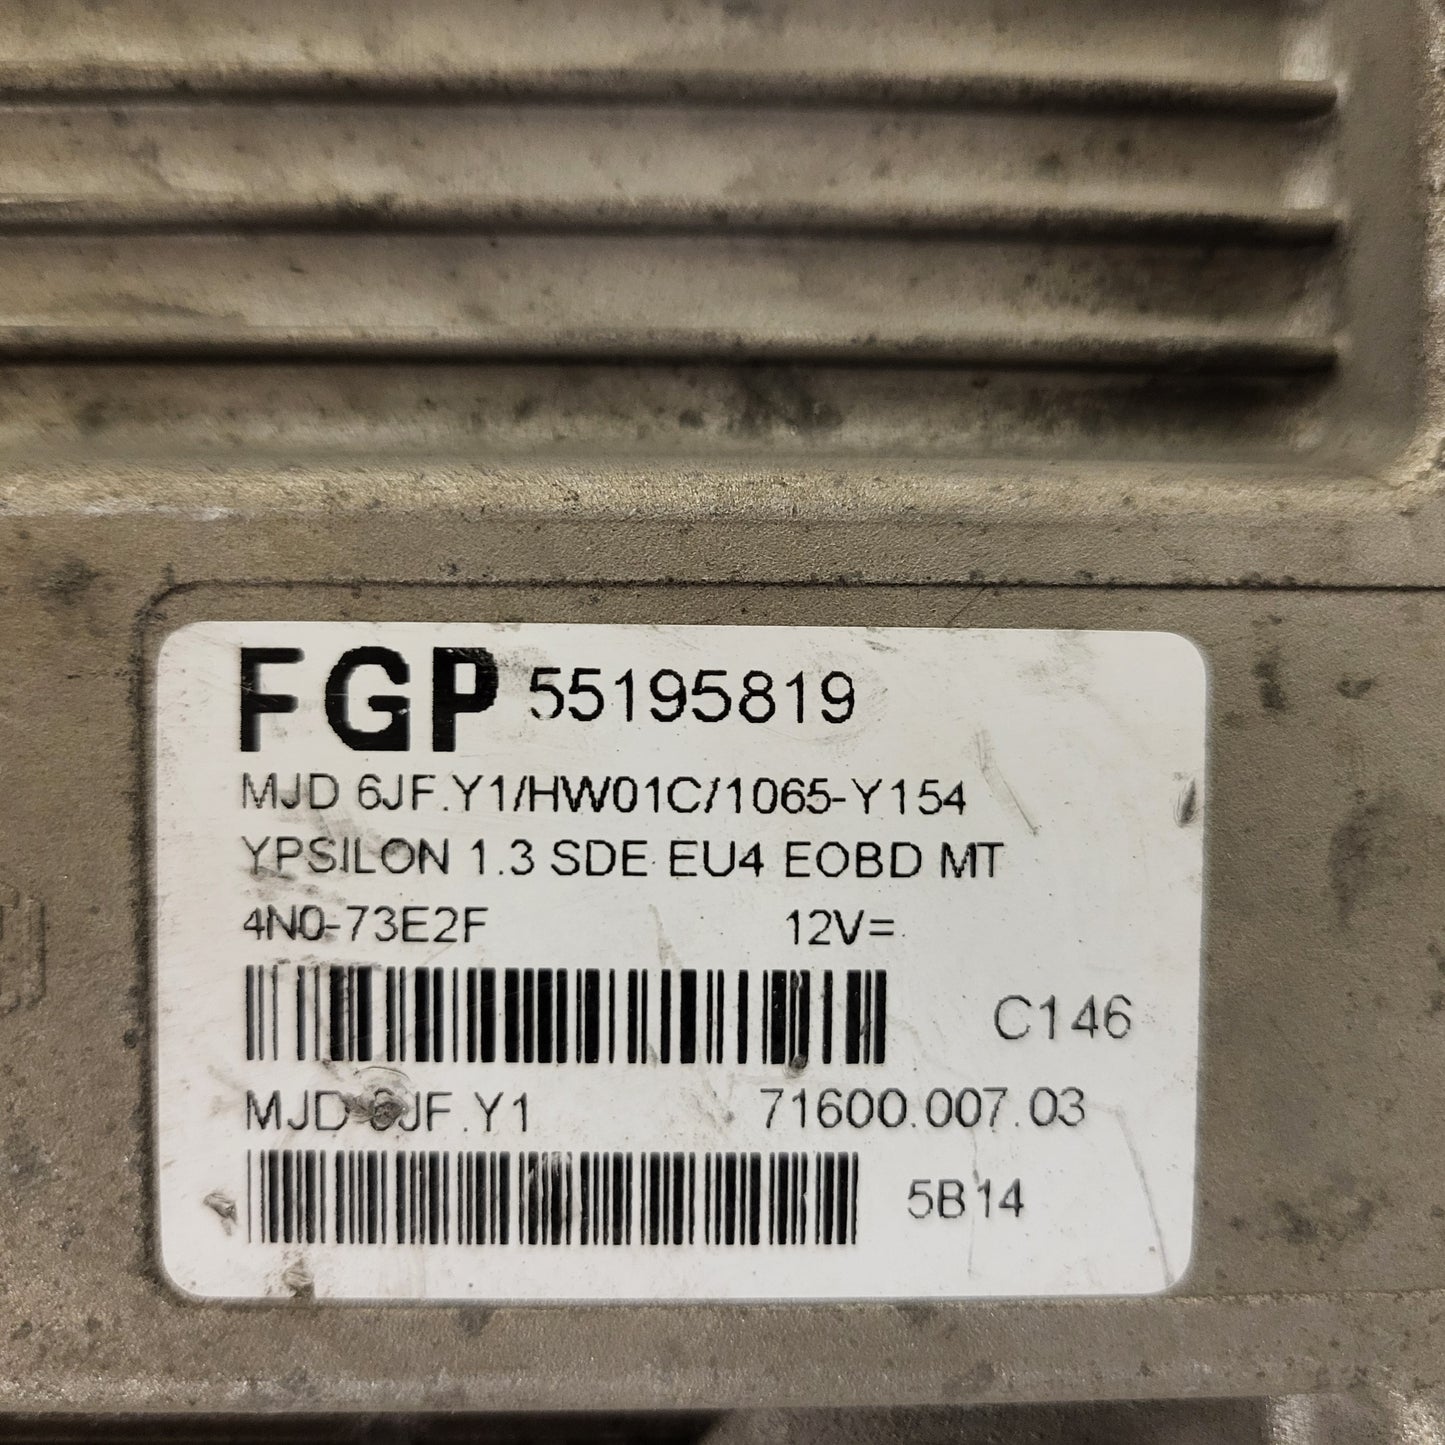 FGP 55195819
MJD 6JF.Y1/HW01C/1065-Y154
YPSILON 1.3 SDE EU4 EOBD MT
4N0-73E2F 12V=
C146
MJD 6JF.Y1 71600.007.03
5B14